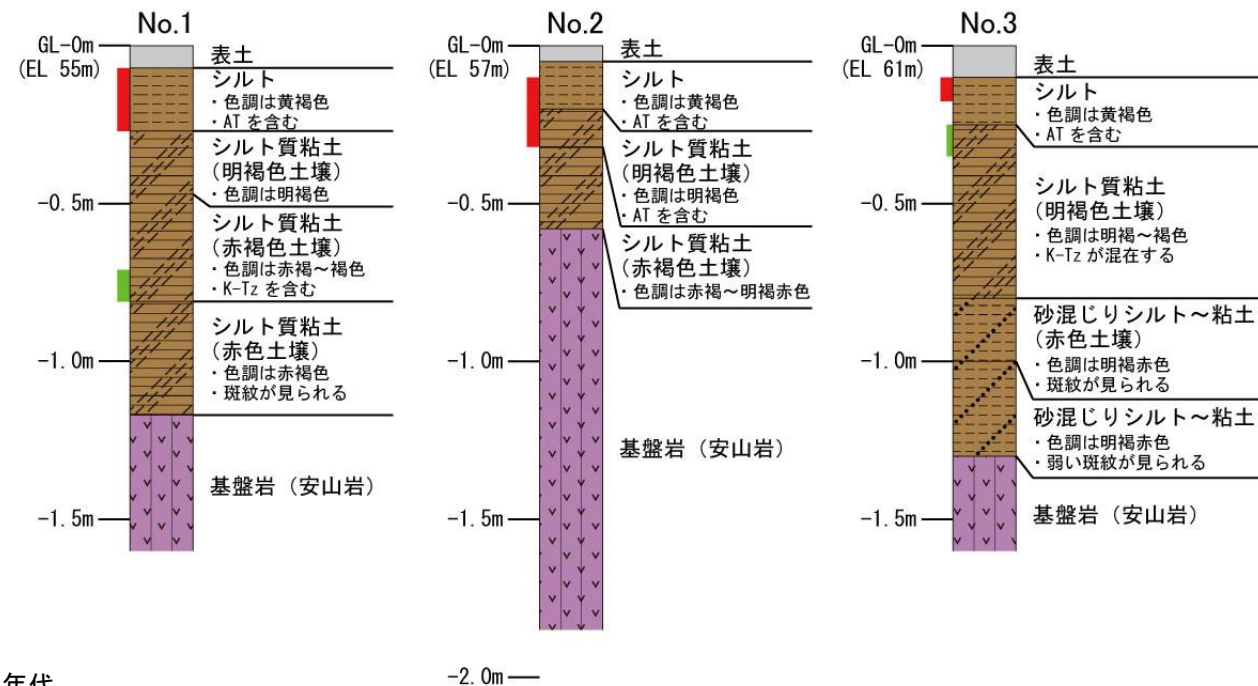 No.1
GL-0m
(EL 55m)
-0.5m
-1.0m
-1.5m
表土
シルト
・色調は黄褐色
・AT を含む
シルト質粘土
(明褐色土壌)
・色調は明褐色
シルト質粘土
(赤褐色土壌)
・色調は赤褐～褐色
・K-Tz を含む
シルト質粘土
(赤色土壌)
・色調は赤褐色
・斑紋が見られる
基盤岩（安山岩）
No.2
GL-0m
(EL 57m)
-0.5m
-1.0m
-1.5m
-2.0m
表土
シルト
・色調は黄褐色
・AT を含む
シルト質粘土
(明褐色土壌)
・色調は明褐色
・AT を含む
シルト質粘土
(赤褐色土壌)
・色調は赤褐～明褐赤色
基盤岩（安山岩）
No.3
GL-0m
(EL 61m)
-0.5m
-1.0m
-1.5m
表土
シルト
・色調は黄褐色
・AT を含む
シルト質粘土
(明褐色土壌)
・色調は明褐～褐色
・K-Tz が混在する
砂混じりシルト～粘土
(赤色土壌)
・色調は明褐赤色
・斑紋が見られる
砂混じりシルト～粘土
・色調は明褐赤色
・弱い斑紋が見られる
基盤岩（安山岩）
年代